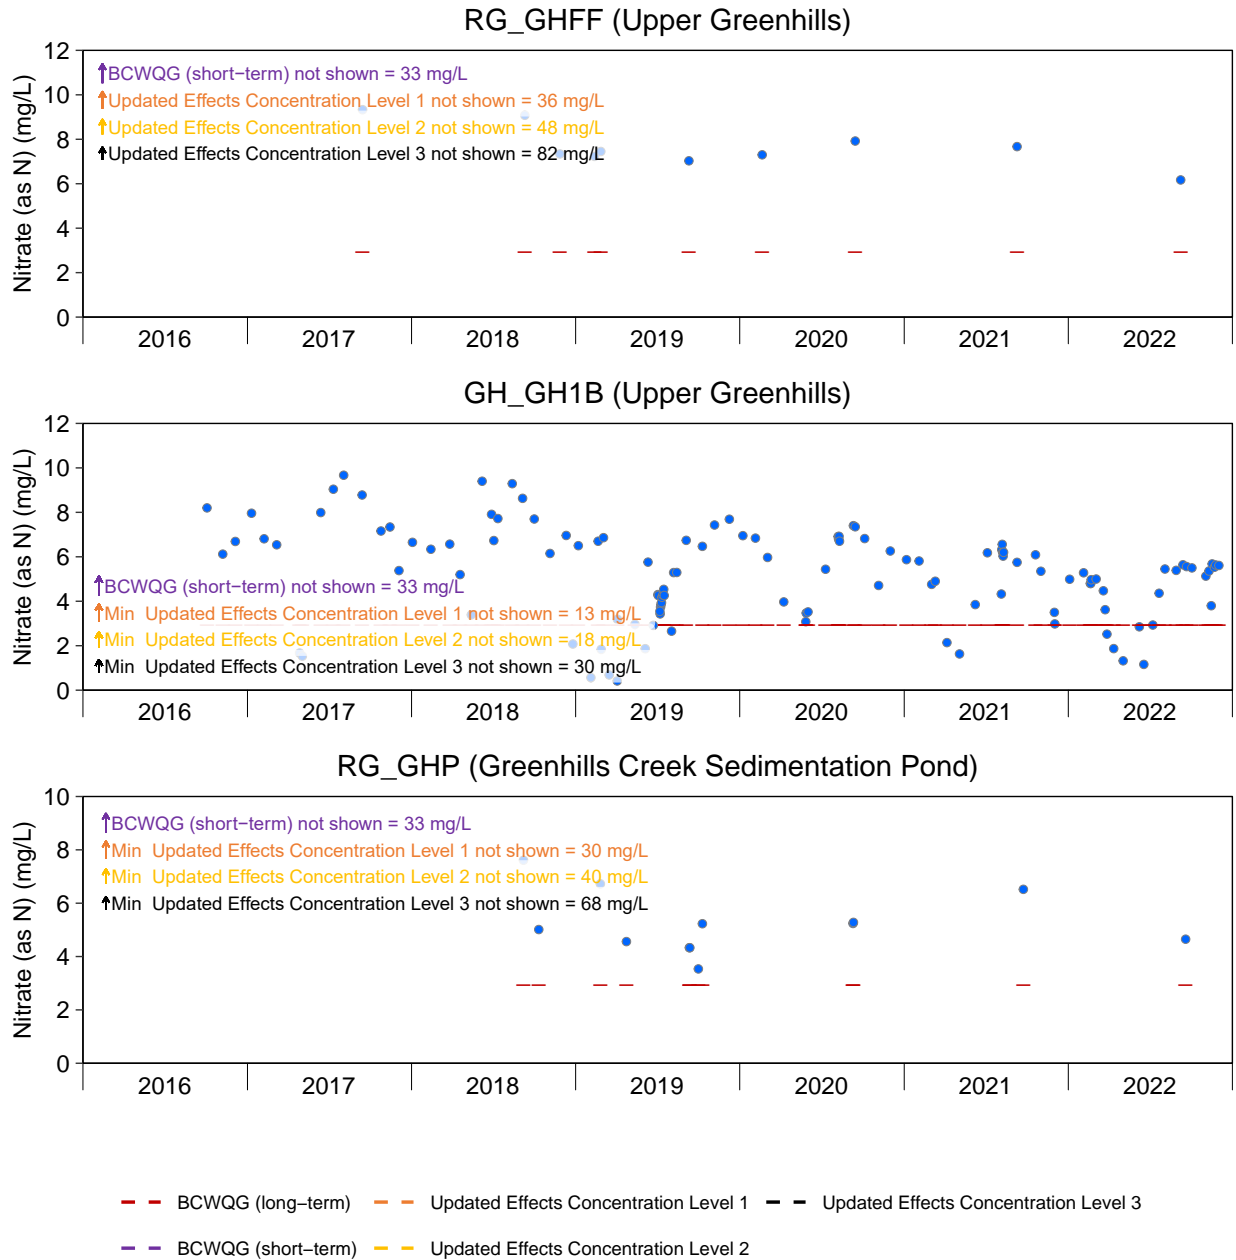 RG_GHFF (Upper Greenhills)
Nitrate (as N) (mg/L)
12
10
8
6
4
2
0
BCWQG (short−term) not shown = 33 mg/L
Updated Effects Concentration Level 1 not shown = 36 mg/L
Updated Effects Concentration Level 2 not shown = 48 mg/L
Updated Effects Concentration Level 3 not shown = 82 mg/L
2016 2017 2018 2019 2020 2021 2022
GH_GH1B (Upper Greenhills)
Nitrate (as N) (mg/L)
12
10
8
6
4
2
0
BCWQG (short−term) not shown = 33 mg/L
Min Updated Effects Concentration Level 1 not shown = 13 mg/L
Min Updated Effects Concentration Level 2 not shown = 18 mg/L
Min Updated Effects Concentration Level 3 not shown = 30 mg/L
2016 2017 2018 2019 2020 2021 2022
RG_GHP (Greenhills Creek Sedimentation Pond)
Nitrate (as N) (mg/L)
10
8
6
4
2
0
BCWQG (short−term) not shown = 33 mg/L
Min Updated Effects Concentration Level 1 not shown = 30 mg/L
Min Updated Effects Concentration Level 2 not shown = 40 mg/L
Min Updated Effects Concentration Level 3 not shown = 68 mg/L
2016 2017 2018 2019 2020 2021 2022
BCWQG (long−term) Updated Effects Concentration Level 1 Updated Effects Concentration Level 3
BCWQG (short−term) Updated Effects Concentration Level 2